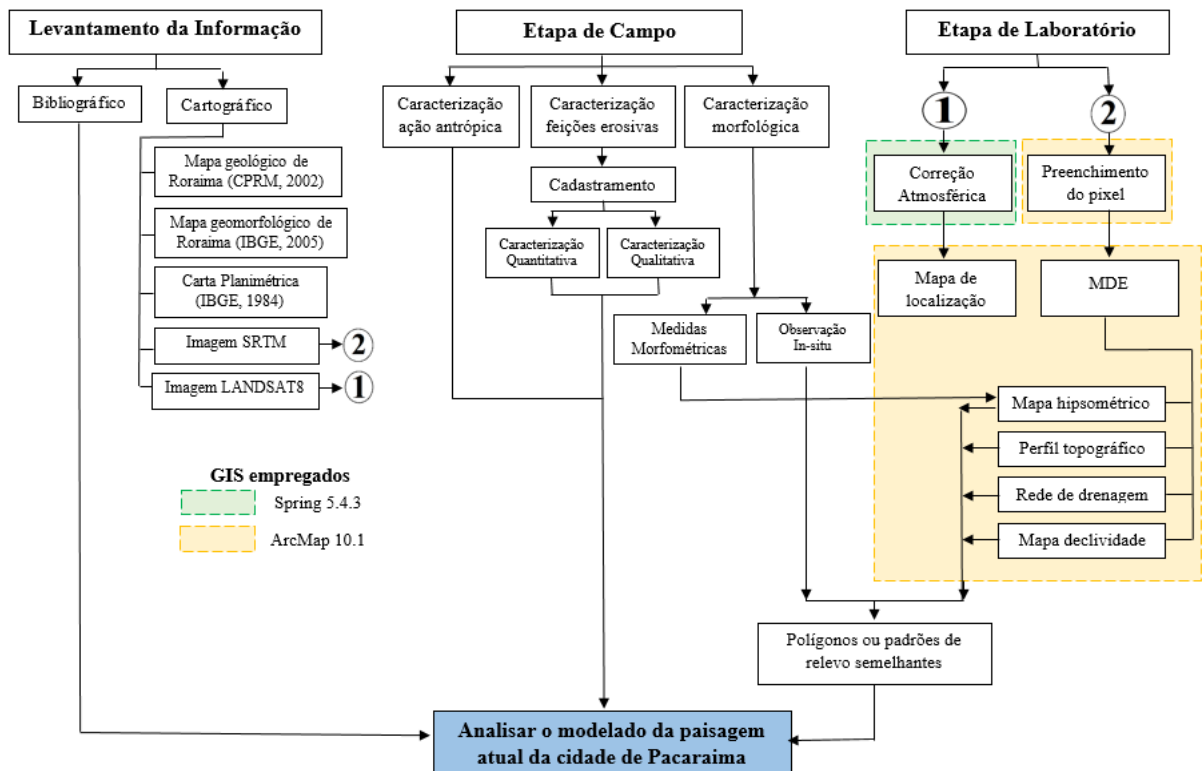 Levantamento da Informação
Bibliográfico
Cartográfico
Mapa geológico de
Roraima (CPRM, 2002)
Mapa geomorfológico de
Roraima (IBGE, 2005)
Carta Planimétrica
(IBGE, 1984)
Imagem SRTM
2
Imagem LANDSAT8
1
GIS empregados
Spring 5.4.3
ArcMap 10.1
Etapa de Campo
Caracterização
ação antrópica
Caracterização
feições erosivas
Caracterização
morfológica
Cadastramento
Caracterização
Quantitativa
Caracterização
Qualitativa
Medidas
Morfométricas
Observação
In-situ
Etapa de Laboratório
1
2
Correção
Atmosférica
Preenchimento
do pixel
Mapa de
localização
MDE
Mapa hipsométrico
Perfil topográfico
Rede de drenagem
Mapa declividade
Polígonos ou padrões de
relevo semelhantes
Analisar o modelado da paisagem
atual da cidade de Pacaraima